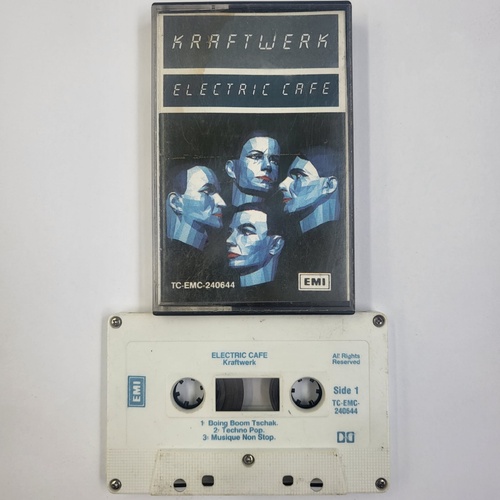 KRAFTWERK
ELECTRIC CAFE
TC-EMC-240644
EMI
ELECTRIC CAFE
Kraftwerk
All Rights
Reserved
EMI
Side 1
TC-EMC-
240644
1- Boing Boom Tschak.
2- Techno Pop.
3- Musique Non Stop.